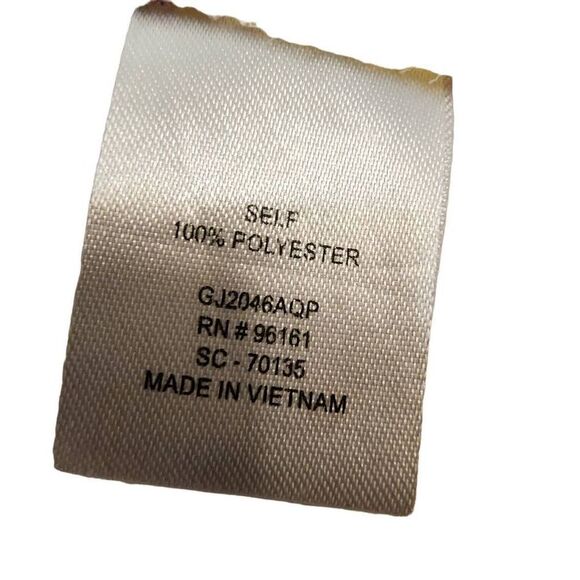 SELF
100% POLYESTER
GJ2046AQP
RN # 96161
SC - 70135
MADE IN VIETNAM